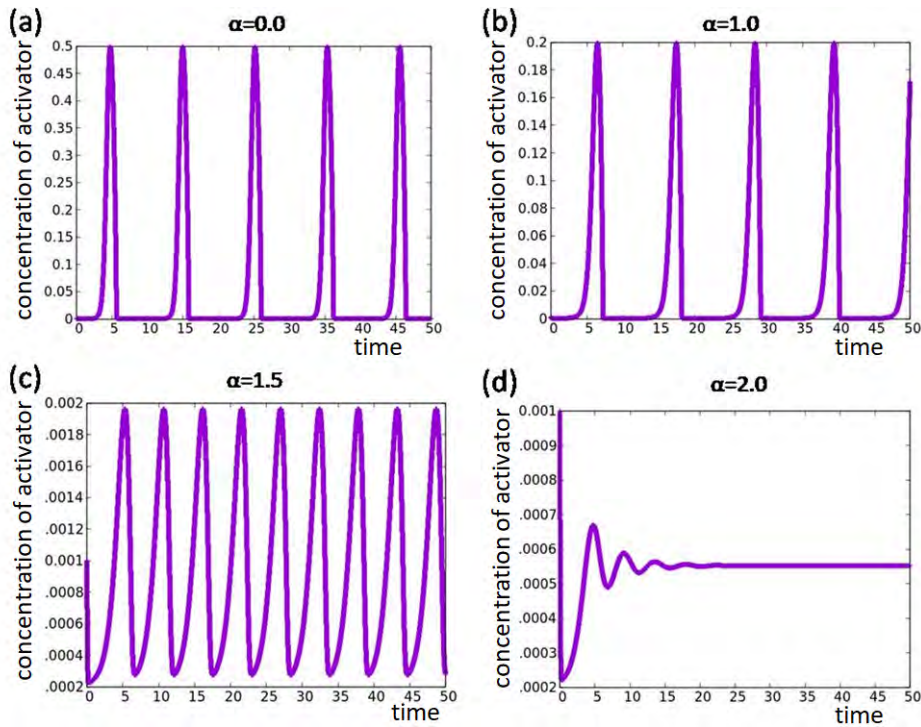 (a)
α=0.0
concentration of activator
0.5
0.45
0.4
0.35
0.3
0.25
0.2
0.15
0.1
0.05
0
0 5 10 15 20 25 30 35 40 45 50
time
(b)
α=1.0
concentration of activator
0.2
0.18
0.16
0.14
0.12
0.1
0.08
0.06
0.04
0.02
0
0 5 10 15 20 25 30 35 40 45 50
time
(c)
α=1.5
concentration of activator
0.002
.0018
.0016
.0014
.0012
0.001
.0008
.0006
.0004
.0002
0 5 10 15 20 25 30 35 40 45 50
time
(d)
α=2.0
concentration of activator
0.001
.0009
.0008
.0007
.0006
.0005
.0004
.0003
.0002
0 5 10 15 20 25 30 35 40 45 50
time